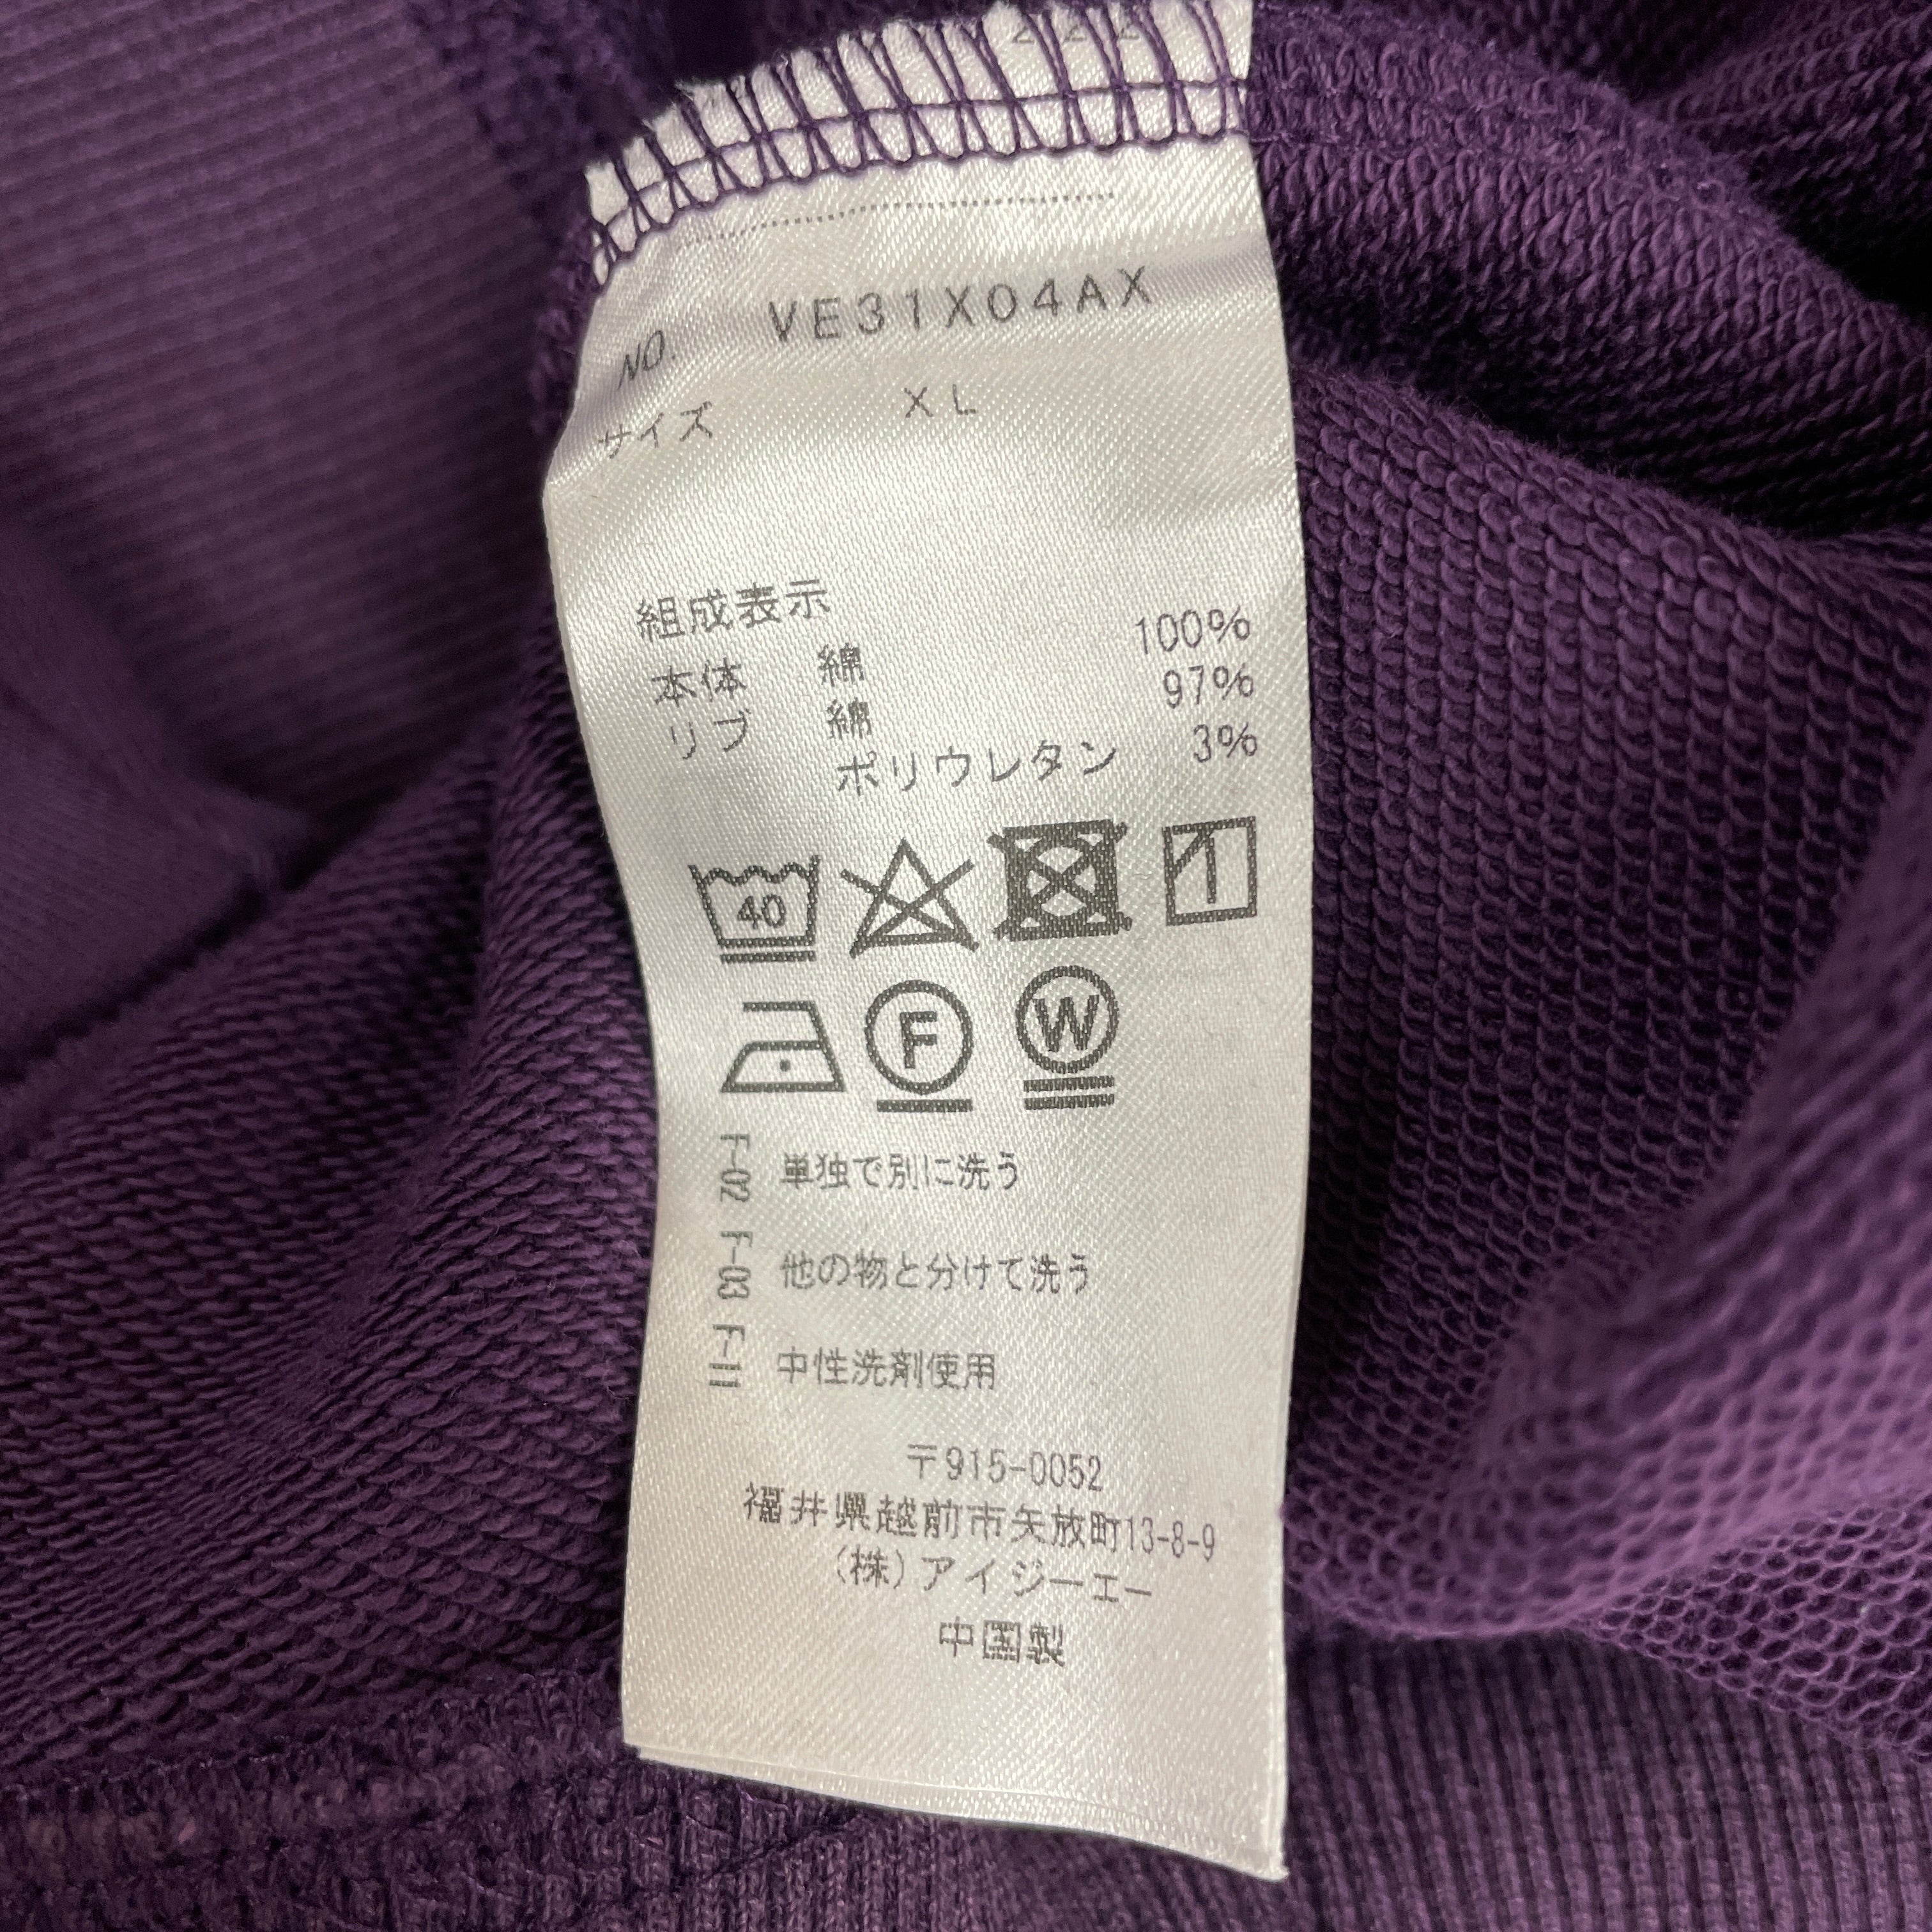 NO. VE31X04AX
サイズ XL
組成表示
本体 綿 100%
リブ 綿 97%
ポリウレタン 3%
40
F W
F-02 単独で別に洗う
F-03 他の物と分けて洗う
F-11 中性洗剤使用
〒915-0052
福井県越前市矢放町13-8-9
(株)アイジーエー
中国製